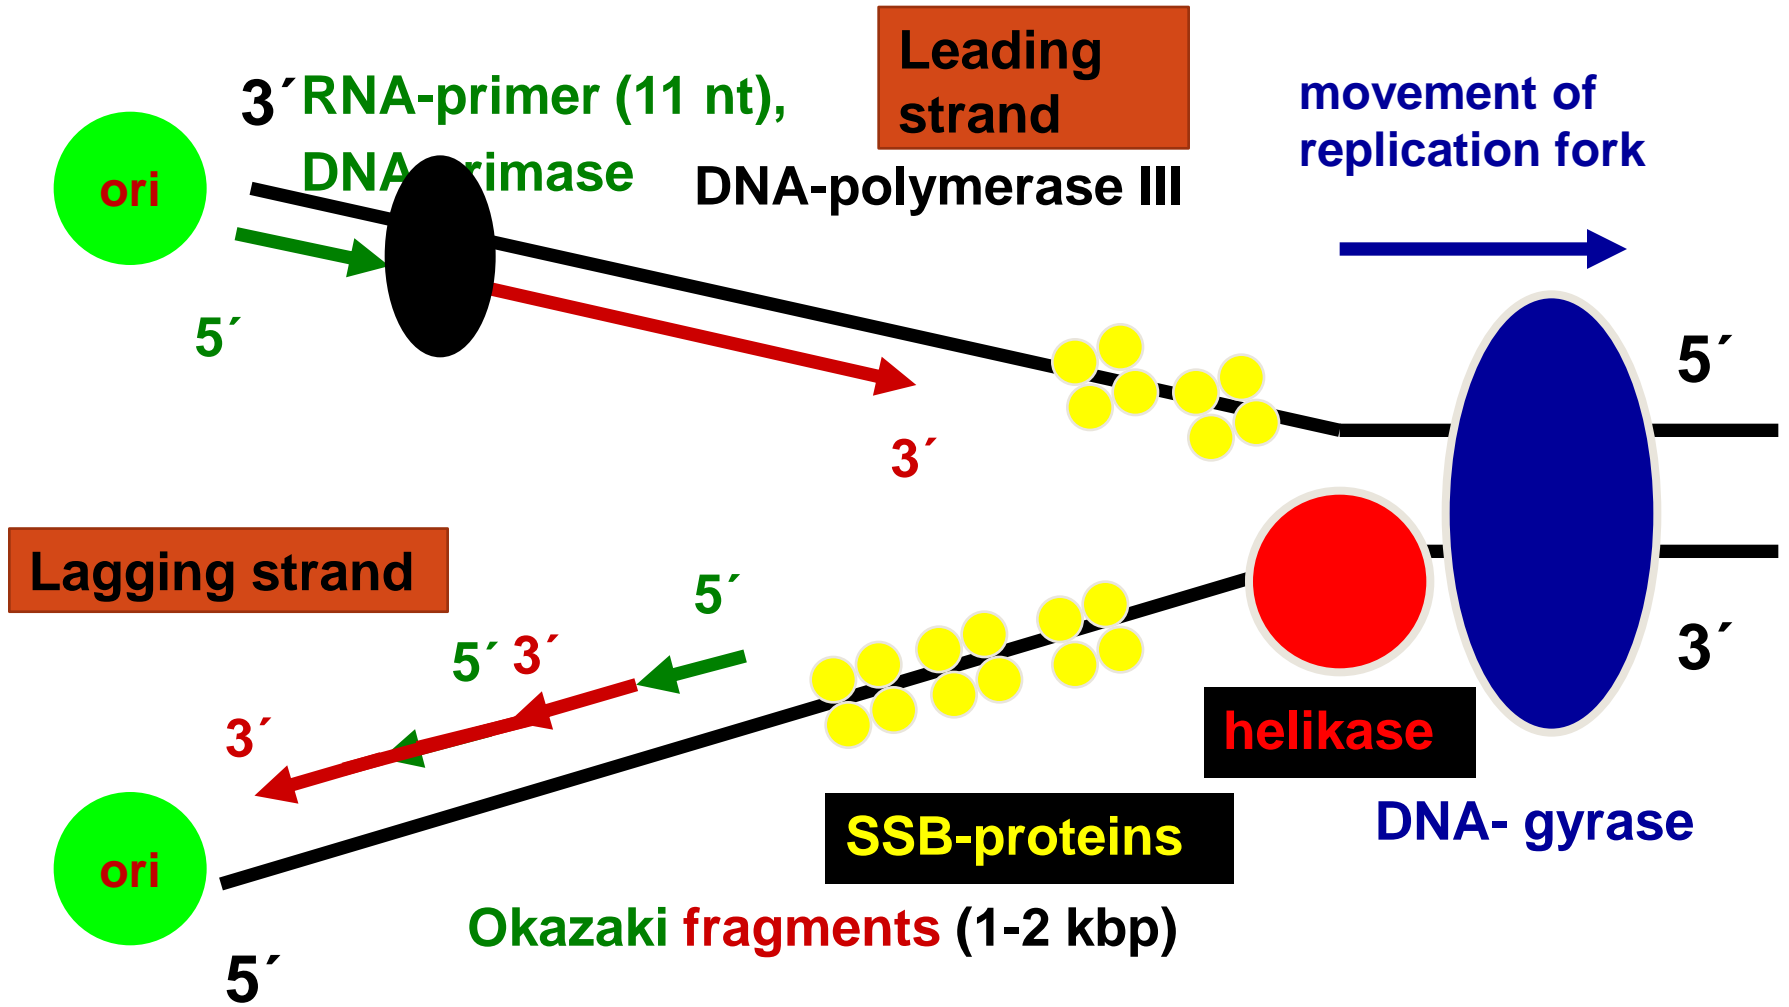 Leading
strand
3´
RNA-primer (11 nt),
movement of
replication fork
ori
DNA rimase
DNA-polymerase III
5´
5´
3´
Lagging strand
5´
5´ 3´
3´
3´
helikase
SSB-proteins
DNA- gyrase
ori
Okazaki fragments (1-2 kbp)
5´